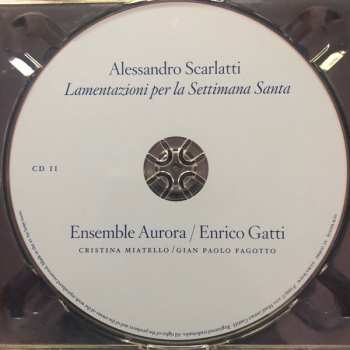 Alessandro Scarlatti
Lamentazioni per la Settimana Santa
CD II
Ensemble Aurora / Enrico Gatti
CRISTINA MIATELLO/GIAN PAOLO FAGOTTO